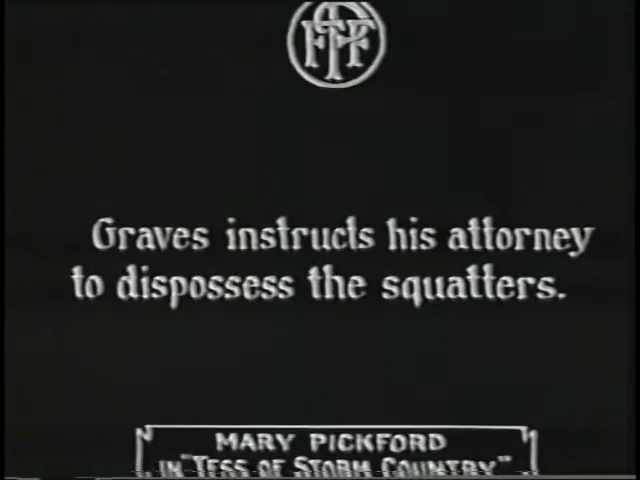 Graves instructs his attorney
to dispossess the squatters.
MARY PICKFORD
IN "TESS OF STORM COUNTRY"